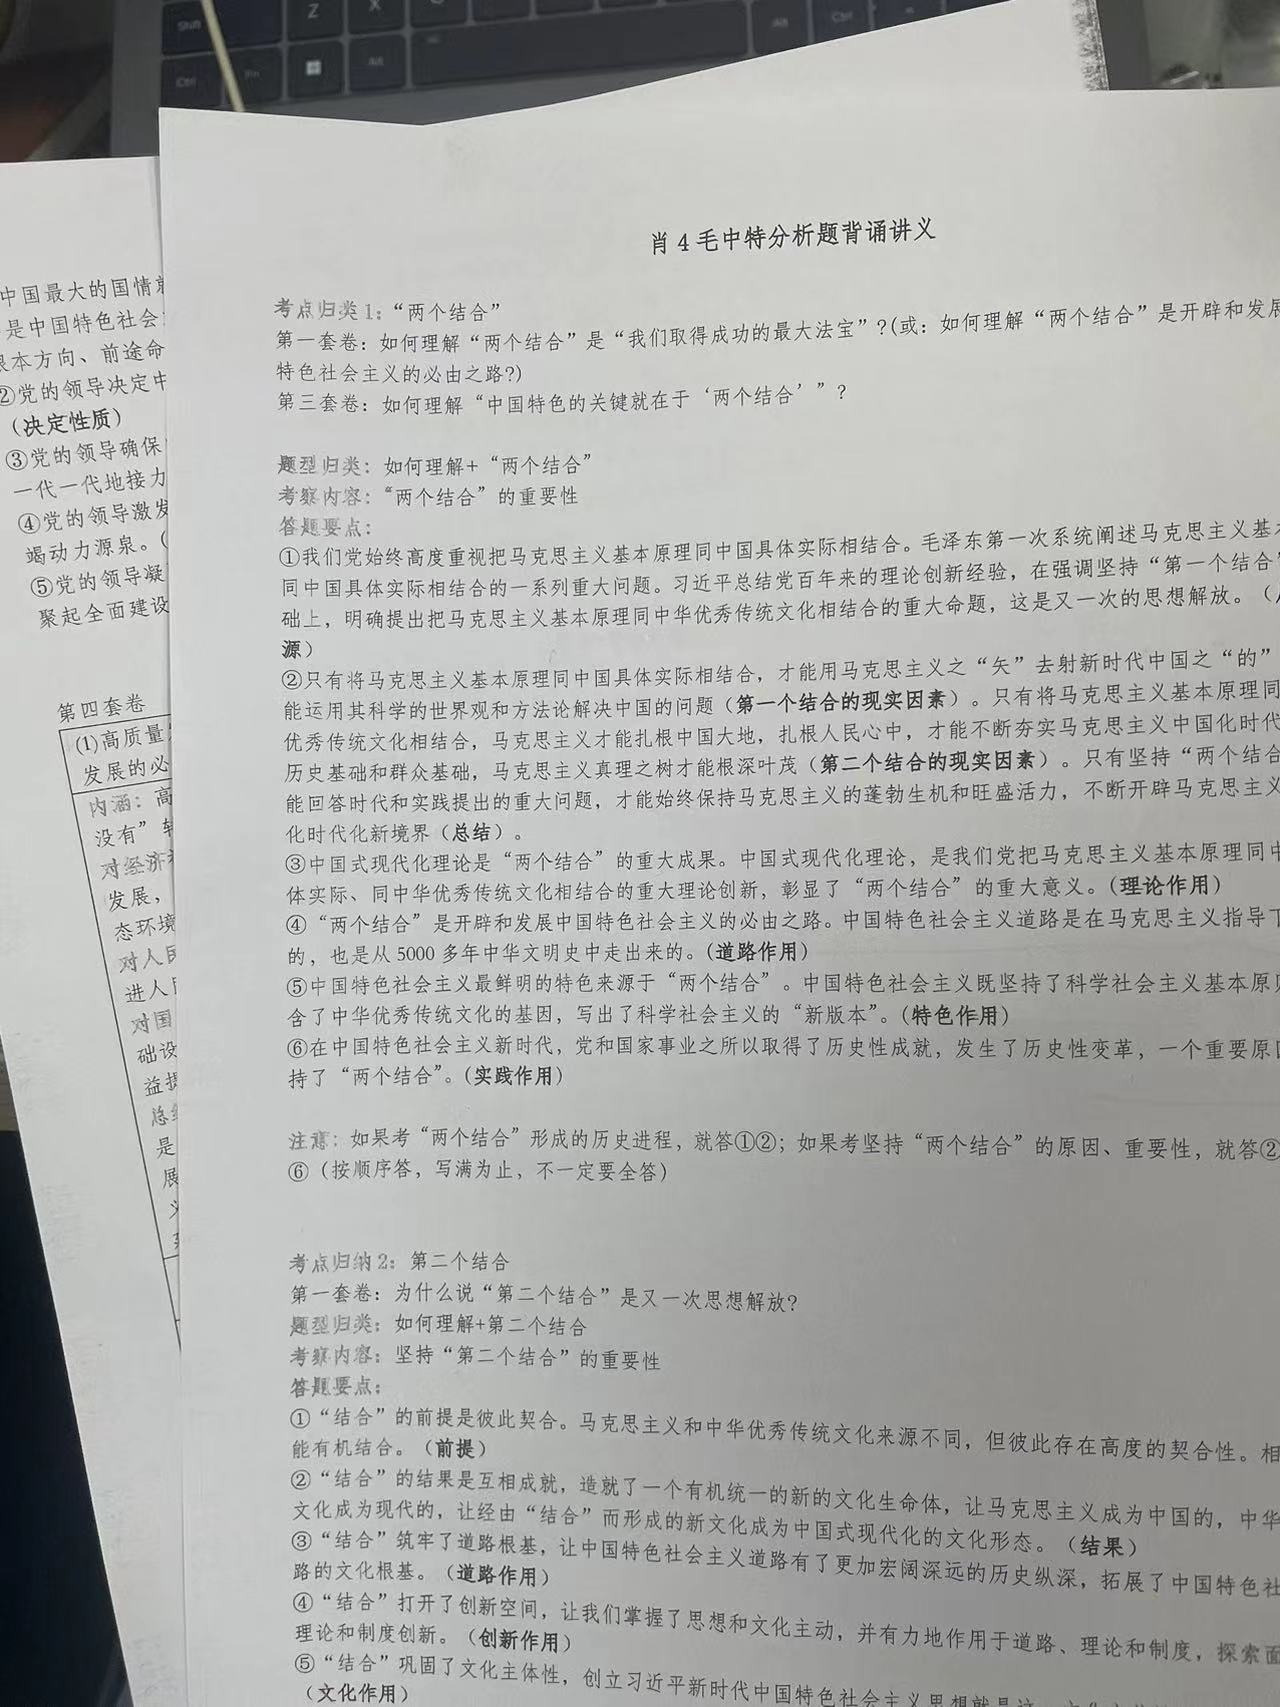 Shift
Z
X
C
Alt
Ctrl
Ctrl
Fn
Alt
中国最大的国情就
是中国特色社会
根本方向、前途命
②党的领导决定中
（决定性质）
③党的领导确保
一代一代地接力
④党的领导激发
竭动力源泉。（
⑤党的领导凝
聚起全面建设
第四套卷
(1)高质量
发展的必
内涵：高
没有”
对经济
发展，
态环境
对人民
进人
对国
础设
益
总
是
展
肖 4 毛中特分析题背诵讲义
考点归类 1：“两个结合”
第一套卷：如何理解“两个结合”是“我们取得成功的最大法宝”?(或：如何理解“两个结合”是开辟和发展
特色社会主义的必由之路?)
第三套卷：如何理解“中国特色的关键就在于‘两个结合’”？
题型归类：如何理解+“两个结合”
考察内容：“两个结合”的重要性
答题要点：
①我们党始终高度重视把马克思主义基本原理同中国具体实际相结合。毛泽东第一次系统阐述马克思主义基本
同中国具体实际相结合的一系列重大问题。习近平总结党百年来的理论创新经验，在强调坚持“第一个结合”
础上，明确提出把马克思主义基本原理同中华优秀传统文化相结合的重大命题，这是又一次的思想解放。（
源）
②只有将马克思主义基本原理同中国具体实际相结合，才能用马克思主义之“矢”去射新时代中国之“的”
能运用其科学的世界观和方法论解决中国的问题（第一个结合的现实因素）。只有将马克思主义基本原理同
优秀传统文化相结合，马克思主义才能扎根中国大地，扎根人民心中，才能不断夯实马克思主义中国化时代
历史基础和群众基础，马克思主义真理之树才能根深叶茂（第二个结合的现实因素）。只有坚持“两个结合
能回答时代和实践提出的重大问题，才能始终保持马克思主义的蓬勃生机和旺盛活力，不断开辟马克思主义
化时代化新境界（总结）。
③中国式现代化理论是“两个结合”的重大成果。中国式现代化理论，是我们党把马克思主义基本原理同中
体实际、同中华优秀传统文化相结合的重大理论创新，彰显了“两个结合”的重大意义。（理论作用）
④“两个结合”是开辟和发展中国特色社会主义的必由之路。中国特色社会主义道路是在马克思主义指导下
的，也是从 5000 多年中华文明史中走出来的。（道路作用）
⑤中国特色社会主义最鲜明的特色来源于“两个结合”。中国特色社会主义既坚持了科学社会主义基本原则
含了中华优秀传统文化的基因，写出了科学社会主义的“新版本”。（特色作用）
⑥在中国特色社会主义新时代，党和国家事业之所以取得了历史性成就，发生了历史性变革，一个重要原因
持了“两个结合”。（实践作用）
注意：如果考“两个结合”形成的历史进程，就答①②；如果考坚持“两个结合”的原因、重要性，就答②
⑥（按顺序答，写满为止，不一定要全答）
考点归纳 2：第二个结合
第一套卷：为什么说“第二个结合”是又一次思想解放?
题型归类：如何理解+第二个结合
考察内容：坚持“第二个结合”的重要性
答题要点：
①“结合”的前提是彼此契合。马克思主义和中华优秀传统文化来源不同，但彼此存在高度的契合性。相
能有机结合。（前提）
②“结合”的结果是互相成就，造就了一个有机统一的新的文化生命体，让马克思主义成为中国的，中华
文化成为现代的，让经由“结合”而形成的新文化成为中国式现代化的文化形态。（结果）
③“结合”筑牢了道路根基，让中国特色社会主义道路有了更加宏阔深远的历史纵深，拓展了中国特色社
路的文化根基。（道路作用）
④“结合”打开了创新空间，让我们掌握了思想和文化主动，并有力地作用于道路、理论和制度，探索面
理论和制度创新。（创新作用）
⑤“结合”巩固了文化主体性，创立习近平新时代中国特色社会主义思想就是这
（文化作用）